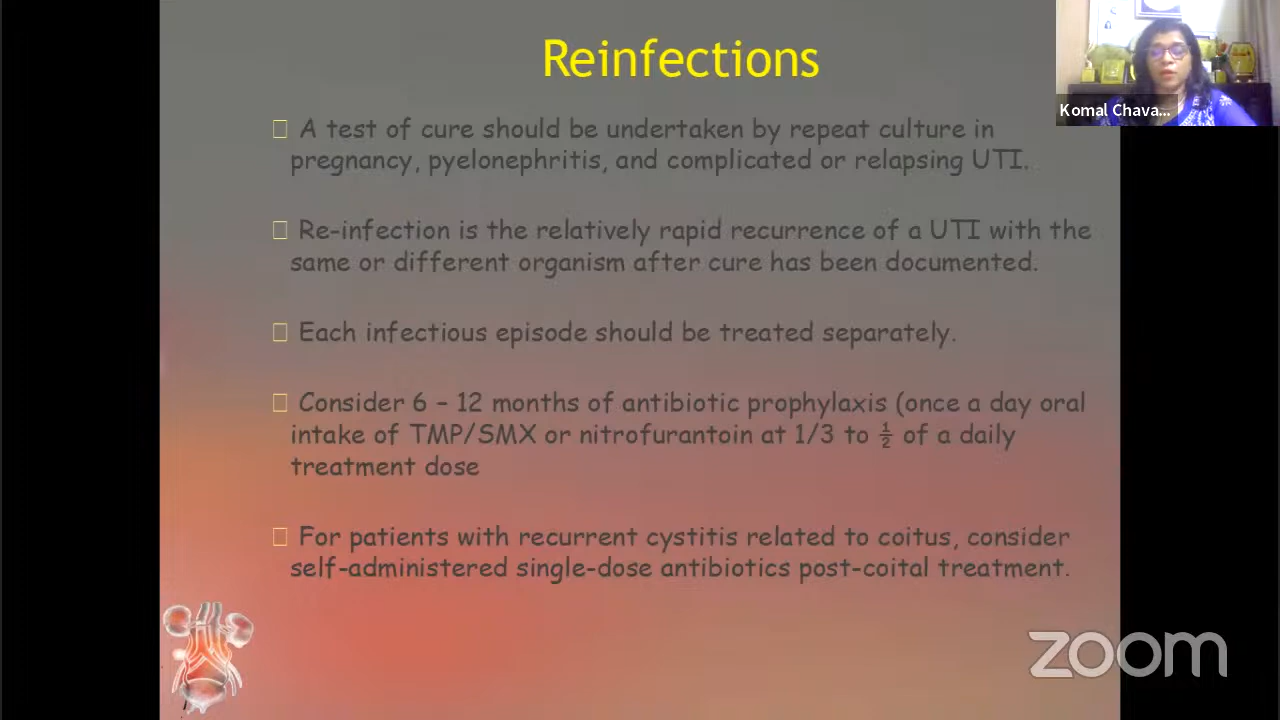 Reinfections
Komal Chava...
A test of cure should be undertaken by repeat culture in
pregnancy, pyelonephritis, and complicated or relapsing UTI.
Re-infection is the relatively rapid recurrence of a UTI with the
same or different organism after cure has been documented.
Each infectious episode should be treated separately.
Consider 6 – 12 months of antibiotic prophylaxis (once a day oral
intake of TMP/SMX or nitrofurantoin at 1/3 to ½ of a daily
treatment dose
For patients with recurrent cystitis related to coitus, consider
self-administered single-dose antibiotics post-coital treatment.
zoom